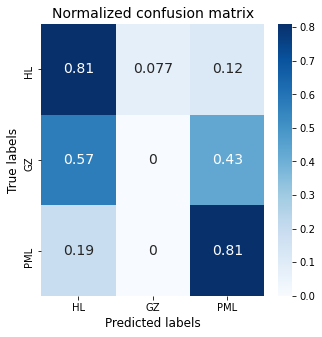 Normalized confusion matrix
HL 0.81 0.077 0.12
GZ 0.57 0 0.43
PML 0.19 0 0.81
HL GZ PML
True labels
Predicted labels
0.8
0.7
0.6
0.5
0.4
0.3
0.2
0.1
0.0